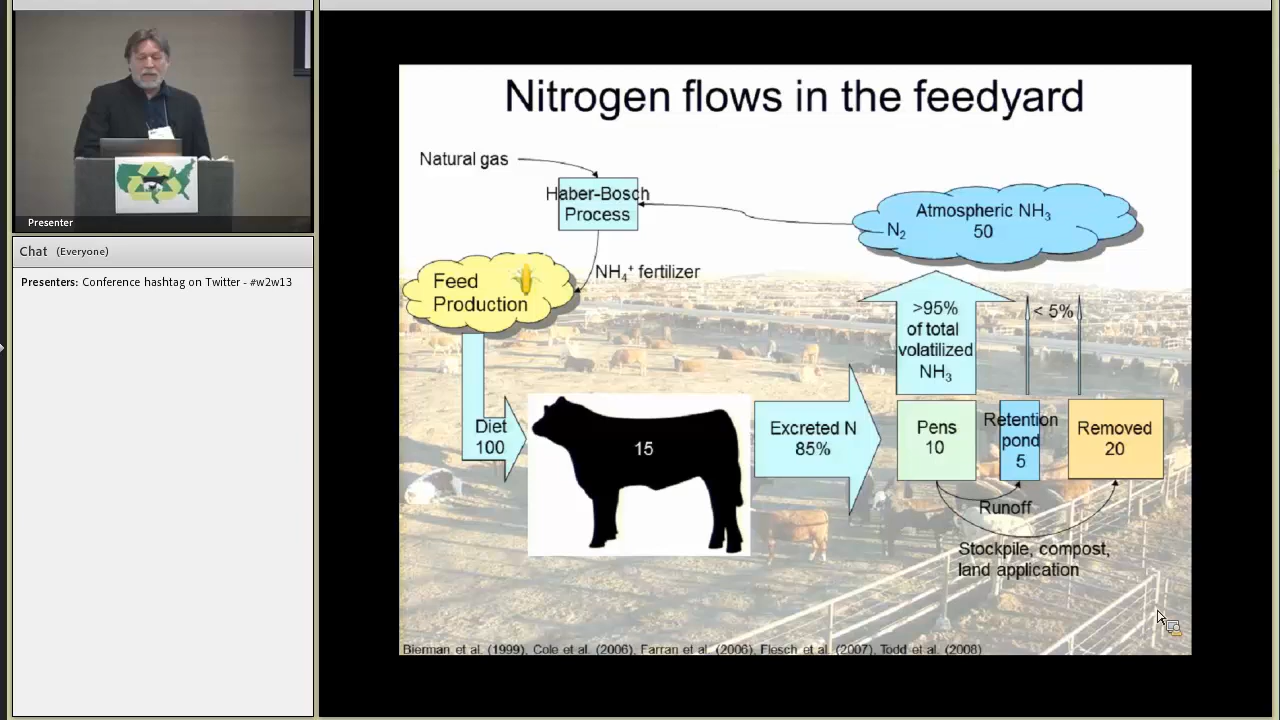 Presenter
Chat (Everyone)
Presenters: Conference hashtag on Twitter - #w2w13
Nitrogen flows in the feedyard
Natural gas
Haber-Bosch
Process
Atmospheric NH₃
N₂
50
NH₄⁺ fertilizer
Feed
Production
>95%
of total
volatilized
NH₃
< 5%
Diet
100
15
Excreted N
85%
Pens
10
Retention
pond
5
Removed
20
Runoff
Stockpile, compost,
land application
Bierman et al. (1999), Cole et al. (2006), Farran et al. (2006), Flesch et al. (2007), Todd et al. (2008)